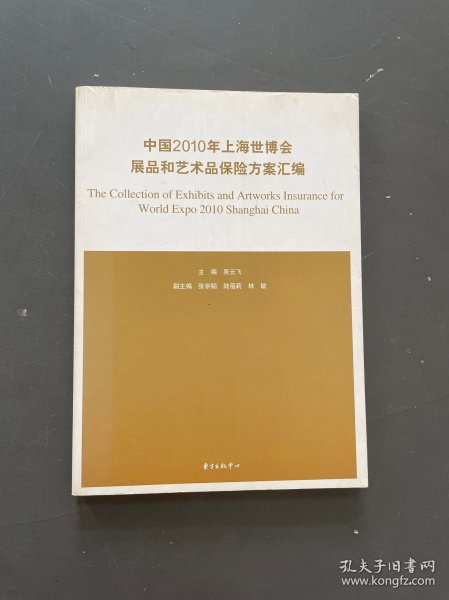 中国2010年上海世博会
展品和艺术品保险方案汇编
The Collection of Exhibits and Artworks Insurance for
World Expo 2010 Shanghai China
主 编 吴云飞
副主编 张宗韬 陆蓓莉 林 敏
东方出版中心
孔夫子旧书网
www.kongfz.com